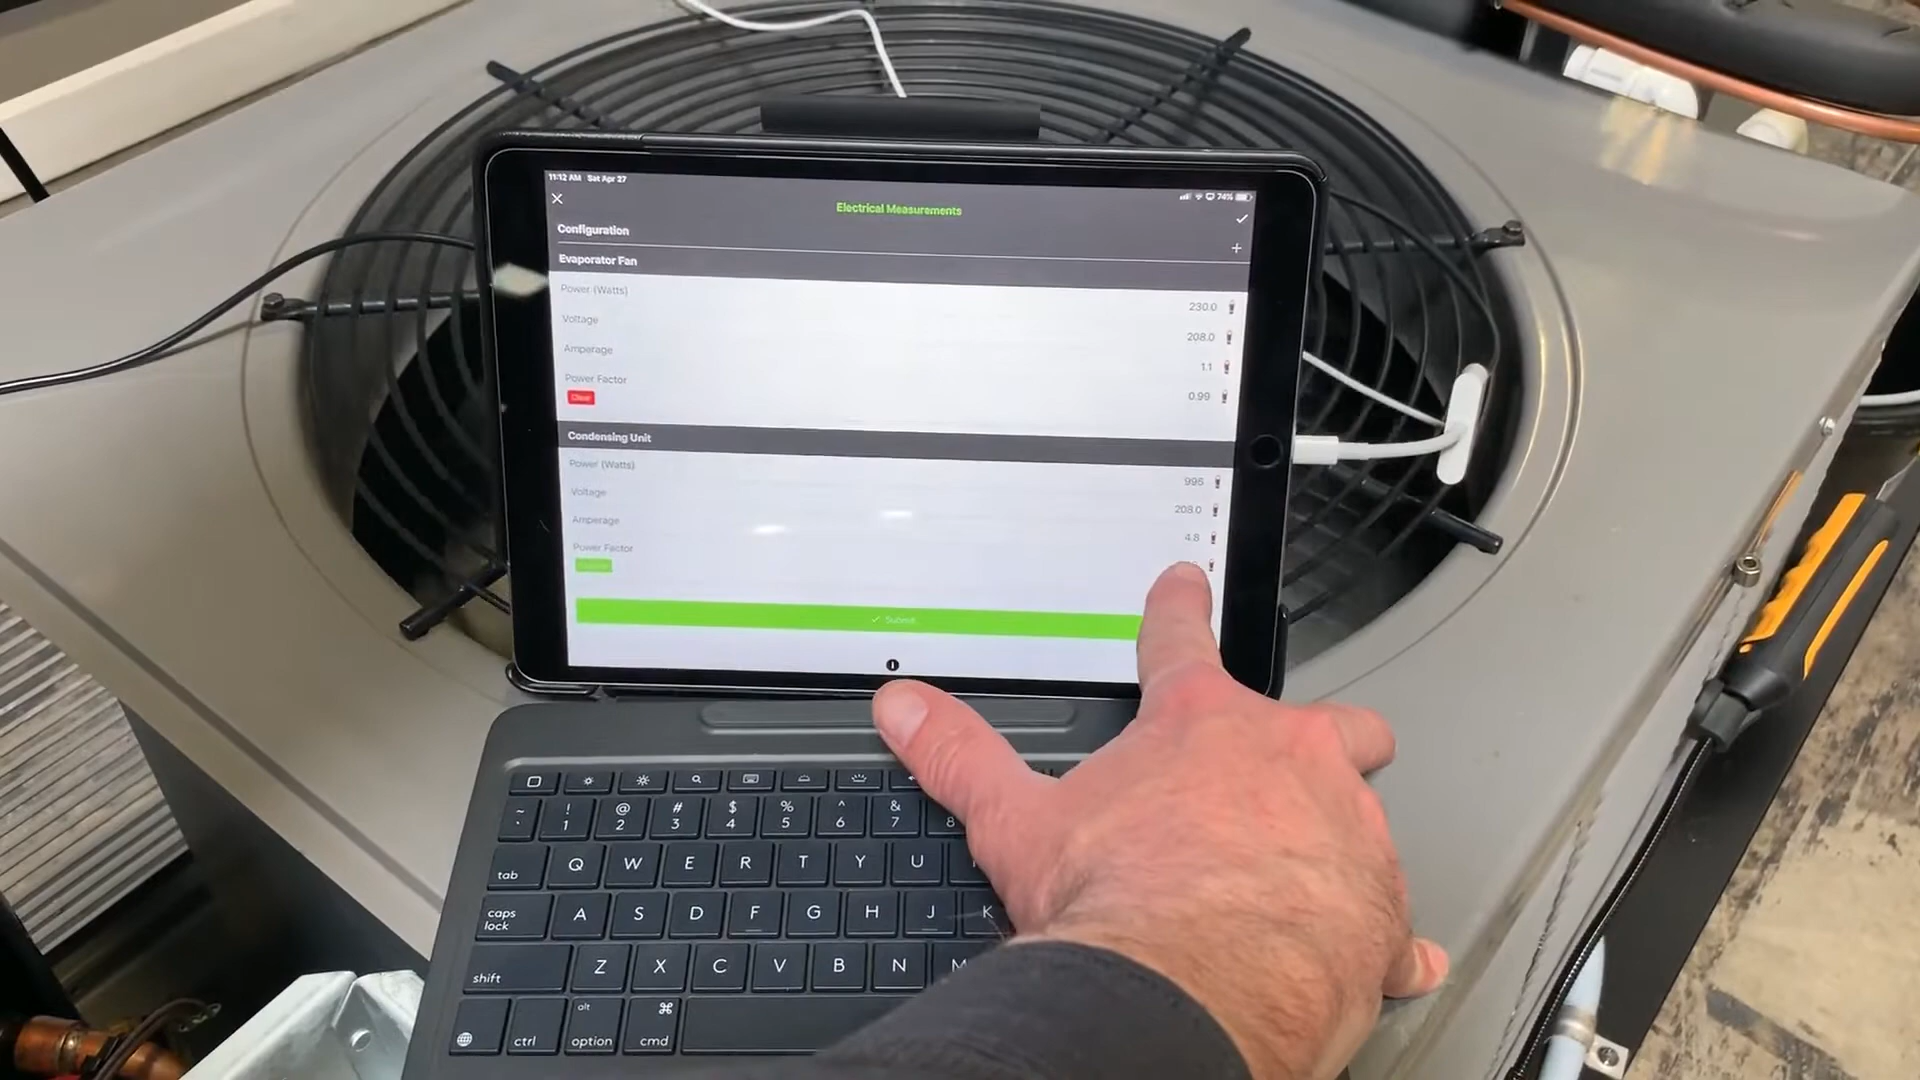 11:12 AM Sat Apr 27
74%
Electrical Measurements
Configuration
Evaporator Fan
Power (Watts) 230.0
Voltage 208.0
Amperage 1.1
Power Factor 0.99
Clear
Condensing Unit
Power (Watts) 995
Voltage 208.0
Amperage 4.8
Power Factor
Submit
~ ! @ # $ % ^ &
` 1 2 3 4 5 6 7 8
tab Q W E R T Y U
caps lock A S D F G H J K
shift Z X C V B N M
ctrl alt option ⌘ cmd